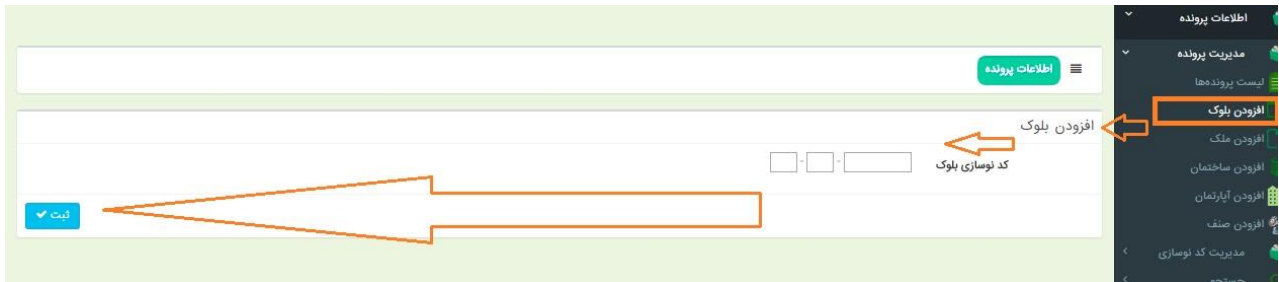 اطلاعات پرونده
مدیریت پرونده
لیست پرونده‌ها
افزودن بلوک
افزودن ملک
افزودن ساختمان
افزودن آپارتمان
افزودن صنف
مدیریت کد نوسازی
جستجو
اطلاعات پرونده
افزودن بلوک
کد نوسازی بلوک - -
ثبت